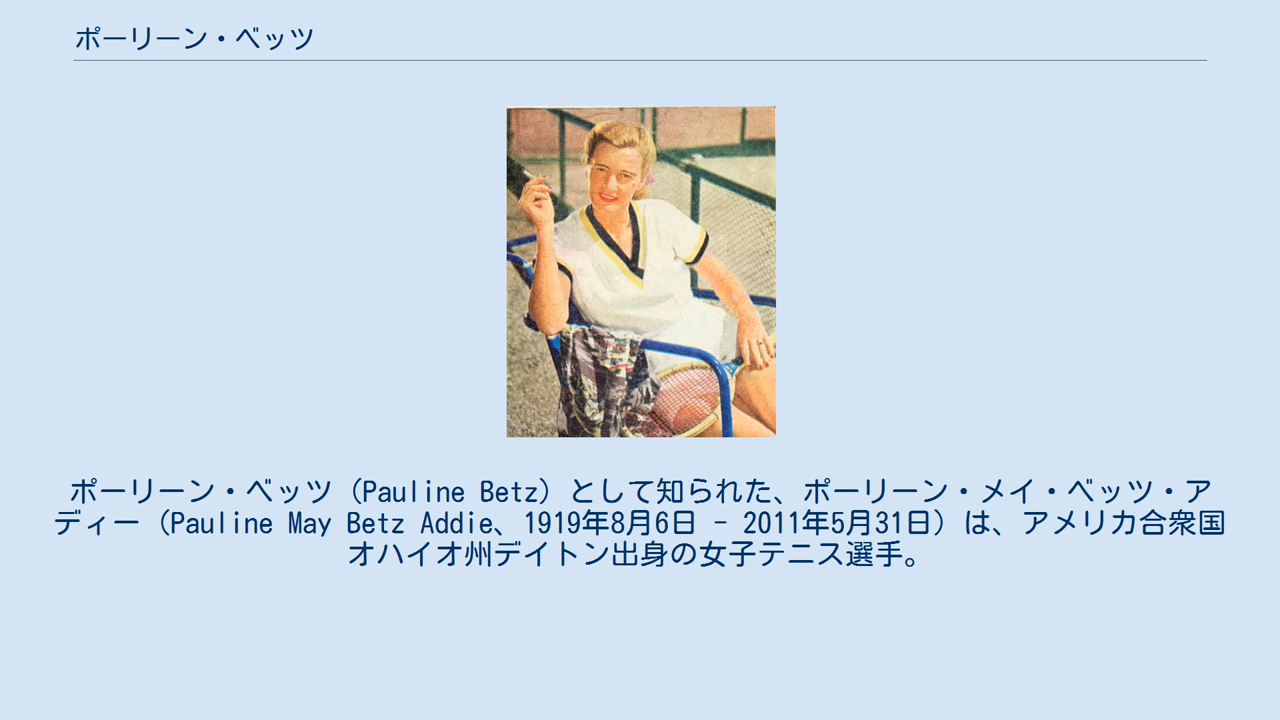 ポーリーン・ベッツ
ポーリーン・ベッツ（Pauline Betz）として知られた、ポーリーン・メイ・ベッツ・ア
ディー（Pauline May Betz Addie、1919年8月6日 - 2011年5月31日）は、アメリカ合衆国
オハイオ州デイトン出身の女子テニス選手。